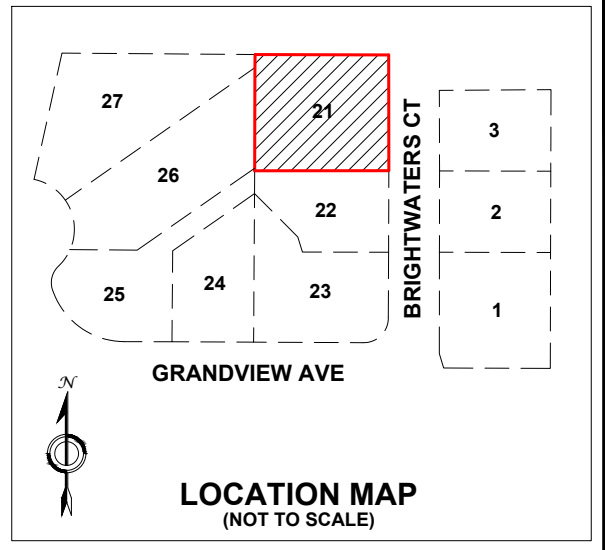 27
21
3
26
22
2
BRIGHTWATERS CT
25
24
23
1
GRANDVIEW AVE
N
LOCATION MAP
(NOT TO SCALE)